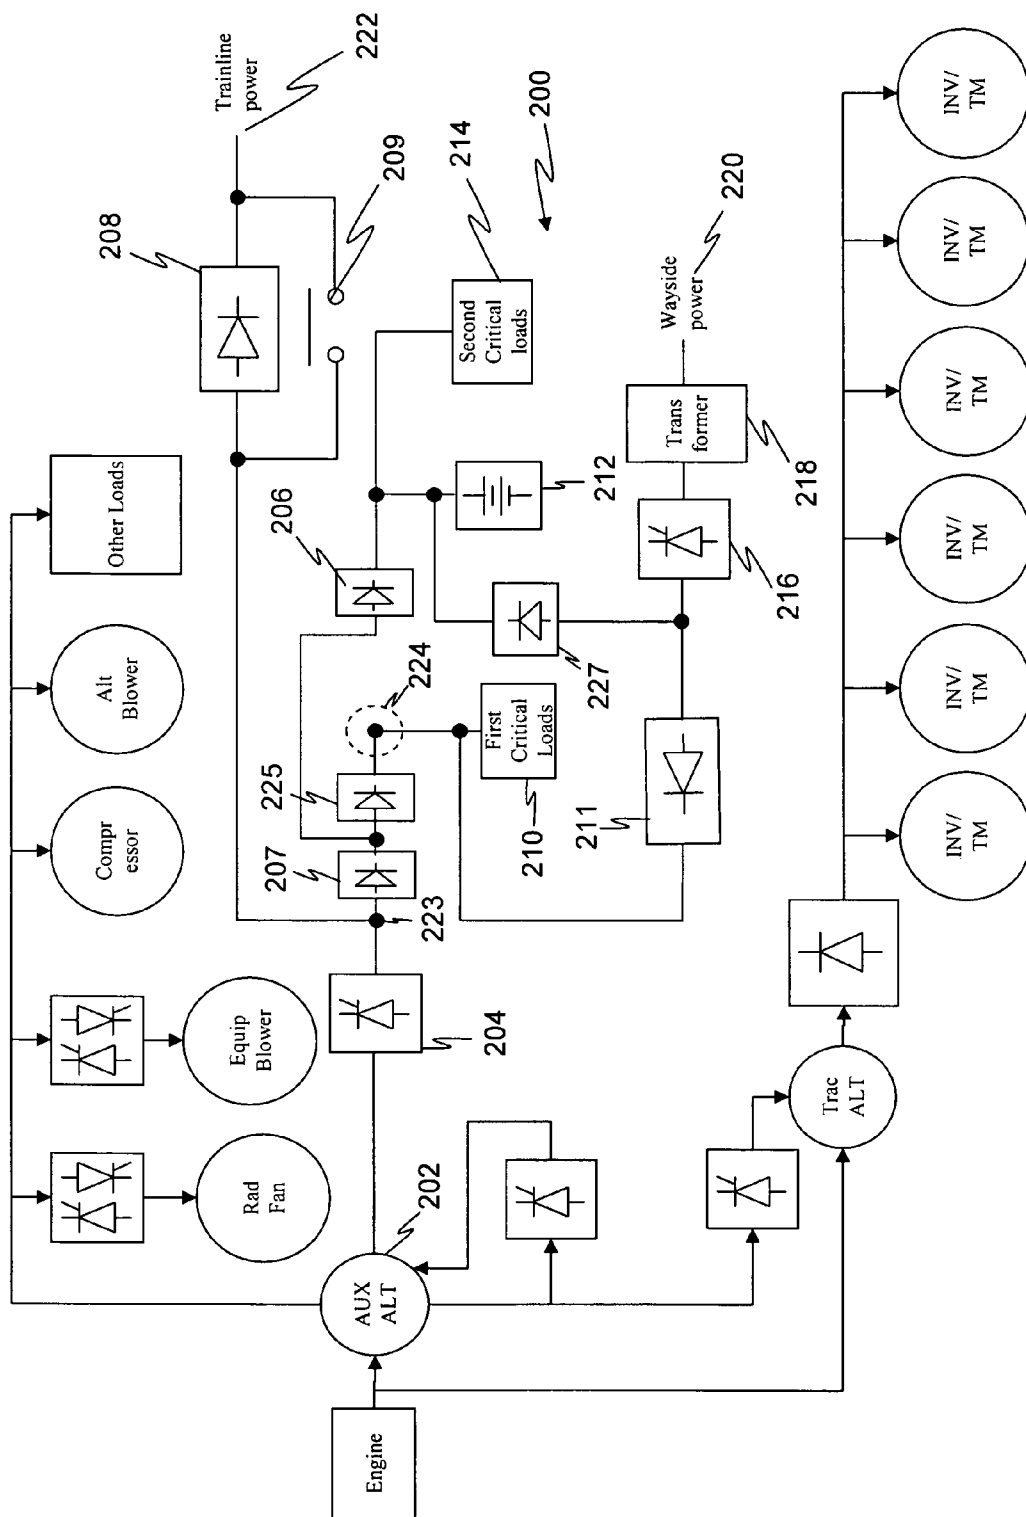 Trainline
power
222
208
209
200
214
Second
Critical
loads
Wayside
power
220
Other Loads
206
212
Trans
former
218
216
Alt
Blower
224
227
225
First
Critical
Loads
210
211
Compr
essor
207
223
204
Equip
Blower
Rad
Fan
202
AUX
ALT
Trac
ALT
Engine
INV/
TM
INV/
TM
INV/
TM
INV/
TM
INV/
TM
INV/
TM